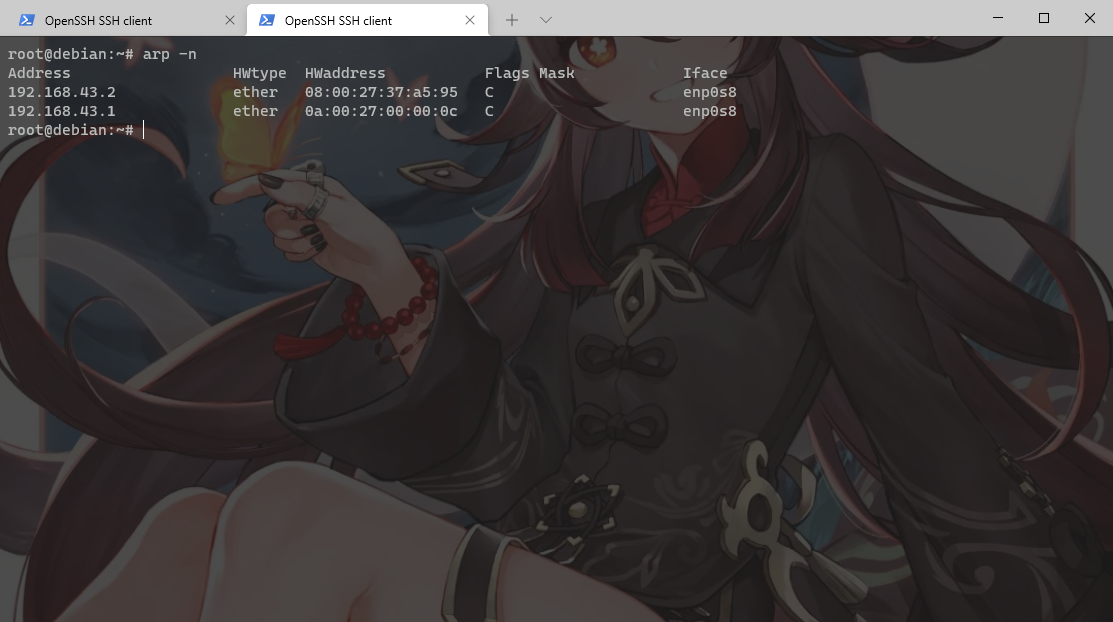 OpenSSH SSH client OpenSSH SSH client
root@debian:~# arp -n
Address HWtype HWaddress Flags Mask Iface
192.168.43.2 ether 08:00:27:37:a5:95 C enp0s8
192.168.43.1 ether 0a:00:27:00:00:0c C enp0s8
root@debian:~#